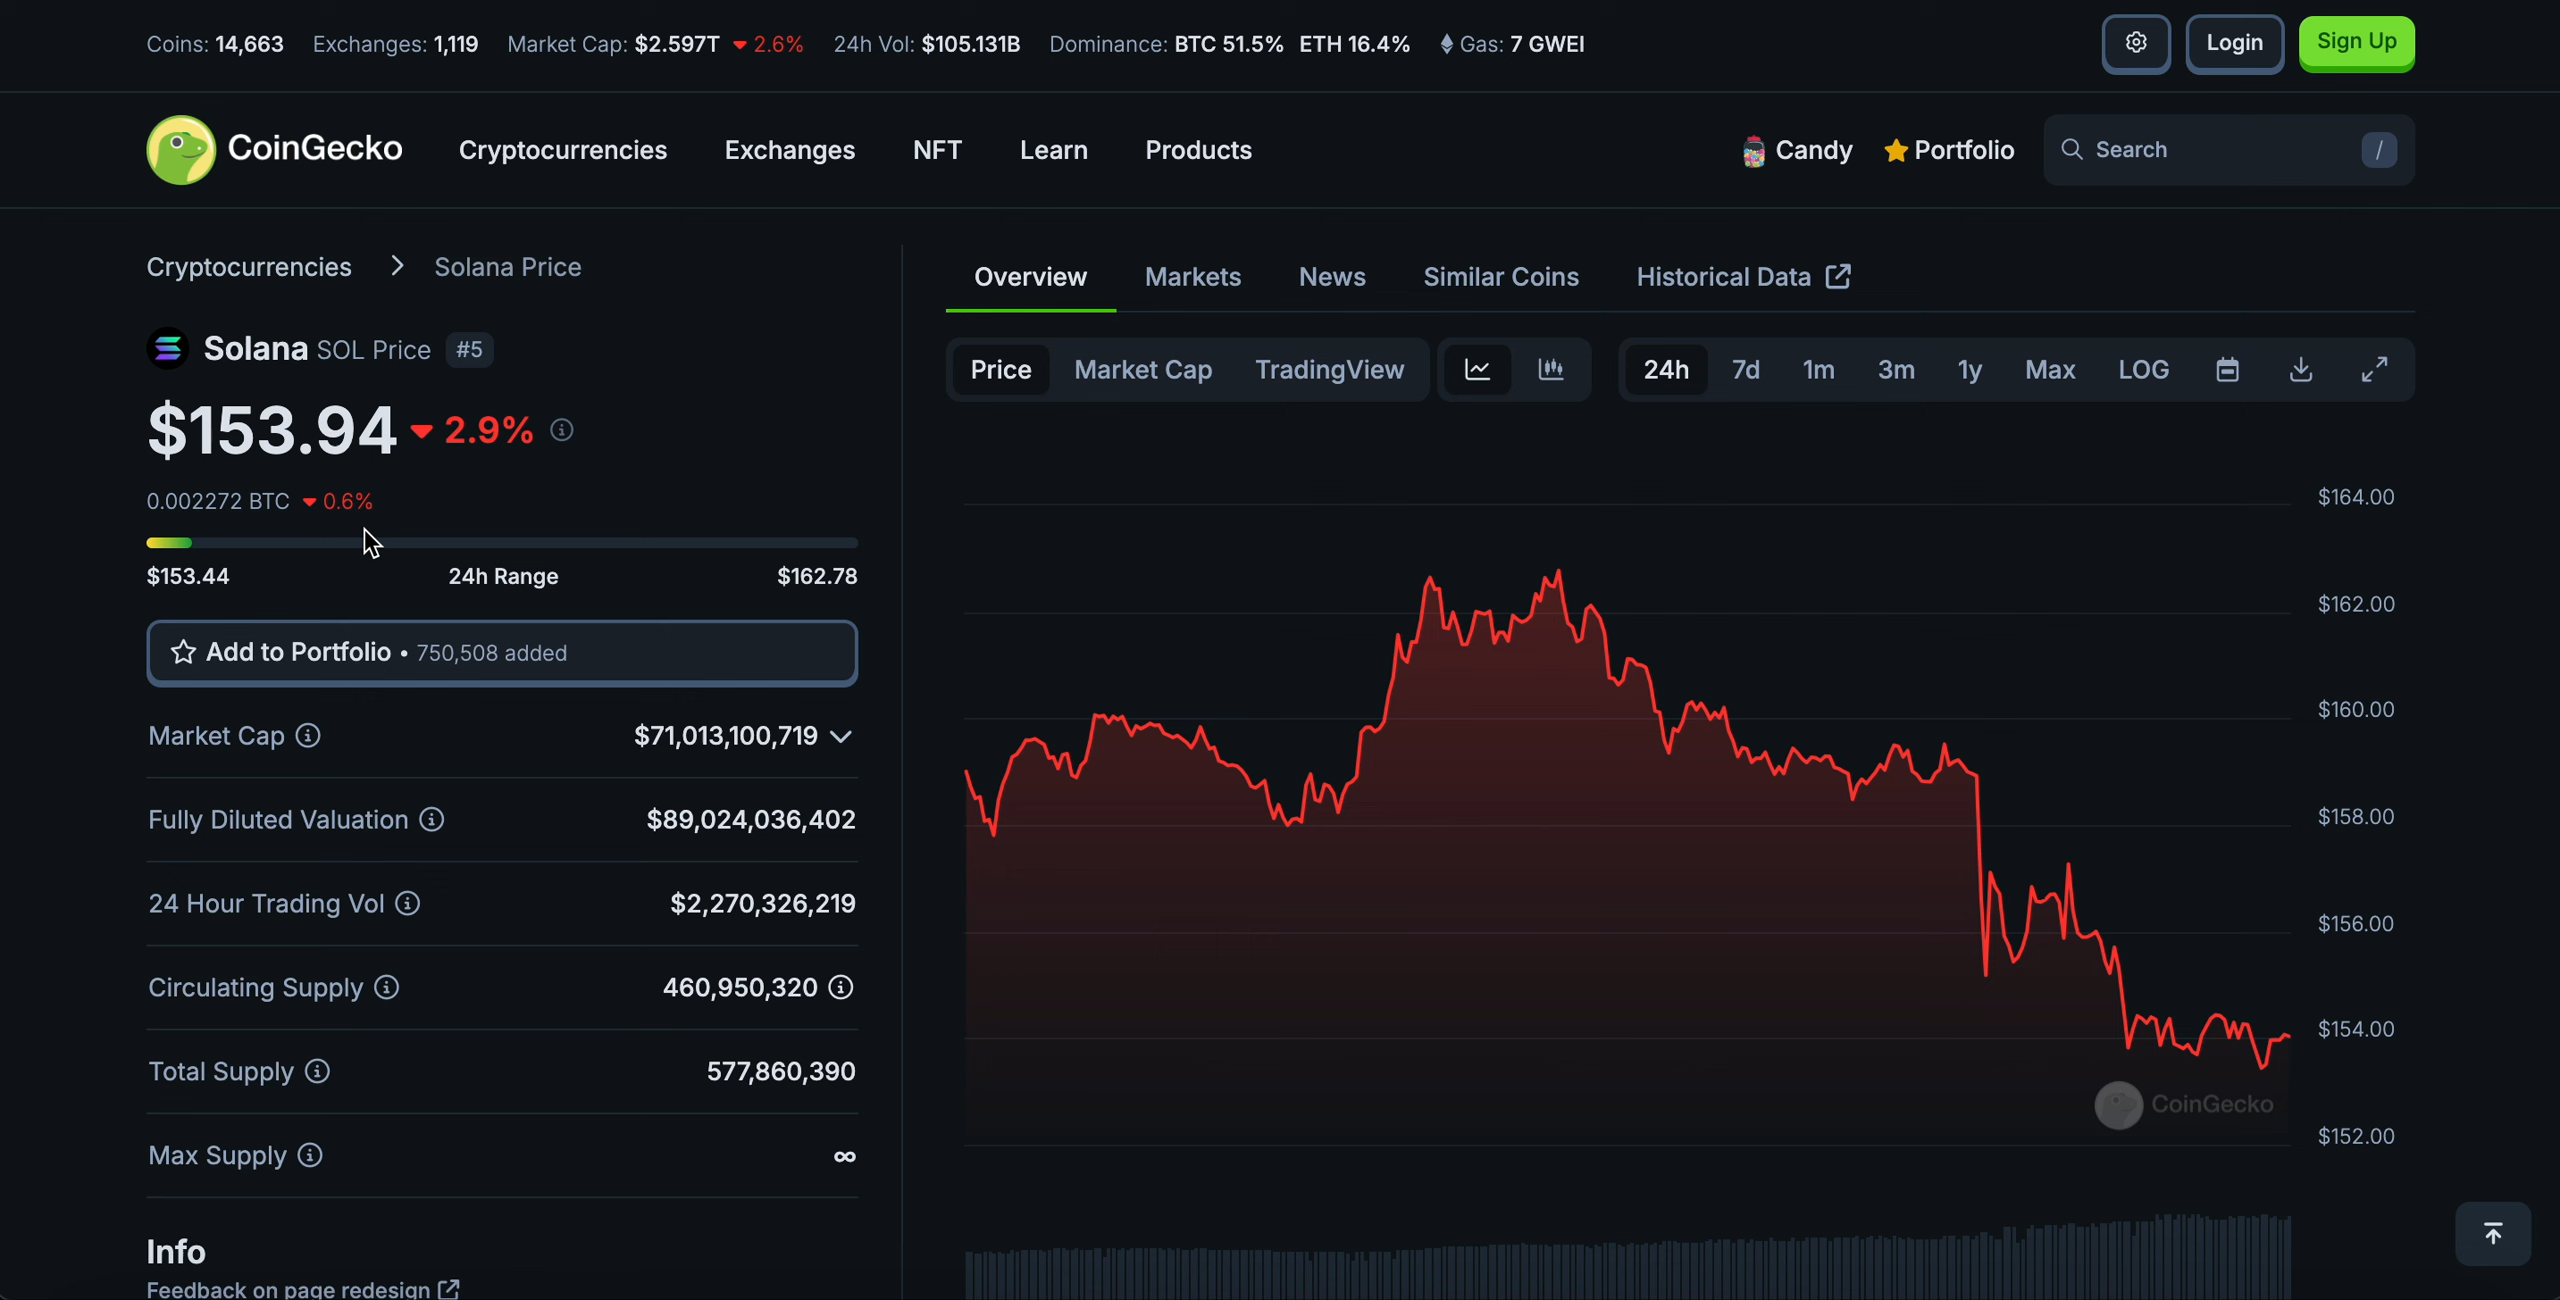 Coins: 14,663 Exchanges: 1,119 Market Cap: $2.597T 2.6% 24h Vol: $105.131B Dominance: BTC 51.5% ETH 16.4% Gas: 7 GWEI Login Sign Up
CoinGecko Cryptocurrencies Exchanges NFT Learn Products Candy Portfolio Search /
Cryptocurrencies > Solana Price
Solana SOL Price #5
$153.94 2.9%
0.002272 BTC 0.6%
$153.44 24h Range $162.78
Add to Portfolio • 750,508 added
Market Cap $71,013,100,719
Fully Diluted Valuation $89,024,036,402
24 Hour Trading Vol $2,270,326,219
Circulating Supply 460,950,320
Total Supply 577,860,390
Max Supply ∞
Info
Feedback on page redesign
Overview Markets News Similar Coins Historical Data
Price Market Cap TradingView 24h 7d 1m 3m 1y Max LOG
$164.00
$162.00
$160.00
$158.00
$156.00
$154.00
CoinGecko
$152.00